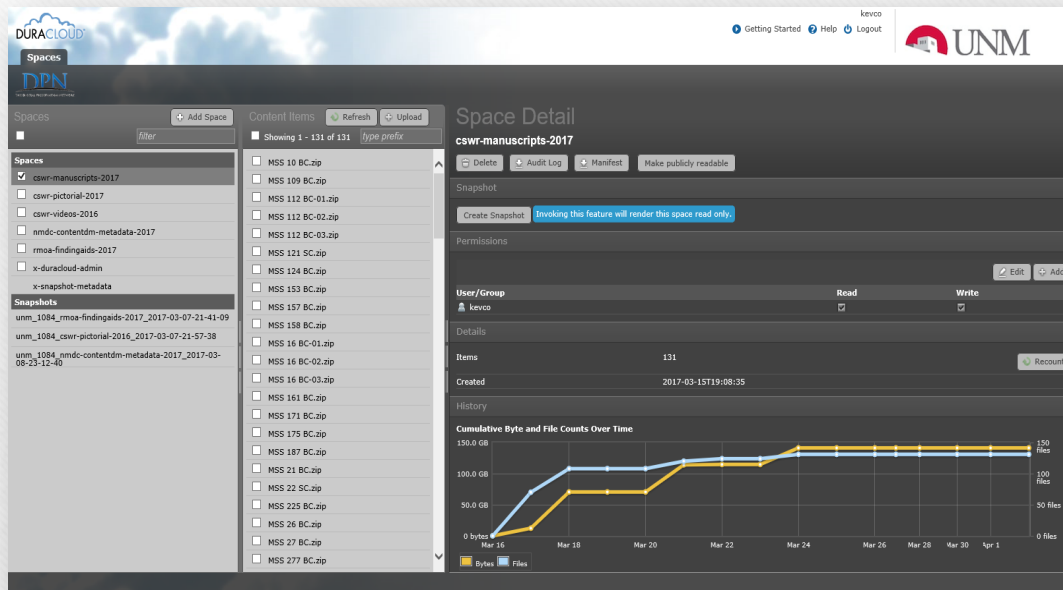 DURACLOUD
kevco
Getting Started Help Logout
UNM
Spaces
DPN
Spaces
Add Space
filter
Spaces
cswr-manuscripts-2017
cswr-pictorial-2017
cswr-videos-2016
nmdc-contentdm-metadata-2017
rmoa-findingaids-2017
x-duracloud-admin
x-snapshot-metadata
Snapshots
unm_1084_rmoa-findingaids-2017_2017-03-07-21-41-09
unm_1084_cswr-pictorial-2016_2017-03-07-21-57-38
unm_1084_nmdc-contentdm-metadata-2017_2017-03-
08-23-12-40
Content Items
Refresh
Upload
Showing 1 - 131 of 131
type prefix
MSS 10 BC.zip
MSS 109 BC.zip
MSS 112 BC-01.zip
MSS 112 BC-02.zip
MSS 112 BC-03.zip
MSS 121 SC.zip
MSS 124 BC.zip
MSS 153 BC.zip
MSS 157 BC.zip
MSS 158 BC.zip
MSS 16 BC-01.zip
MSS 16 BC-02.zip
MSS 16 BC-03.zip
MSS 161 BC.zip
MSS 171 BC.zip
MSS 175 BC.zip
MSS 187 BC.zip
MSS 21 BC.zip
MSS 22 SC.zip
MSS 225 BC.zip
MSS 26 BC.zip
MSS 27 BC.zip
MSS 277 BC.zip
Space Detail
cswr-manuscripts-2017
Delete Audit Log Manifest Make publicly readable
Snapshot
Create Snapshot Invoking this feature will render this space read only.
Permissions
Edit Add
User/Group Read Write
kevco
Details
Items 131
Recount
Created 2017-03-15T19:08:35
History
Cumulative Byte and File Counts Over Time
150.0 GB
100.0 GB
50.0 GB
0 bytes
150 files
100 files
50 files
0 files
Mar 16 Mar 18 Mar 20 Mar 22 Mar 24 Mar 26 Mar 28 Mar 30 Apr 1
Bytes Files